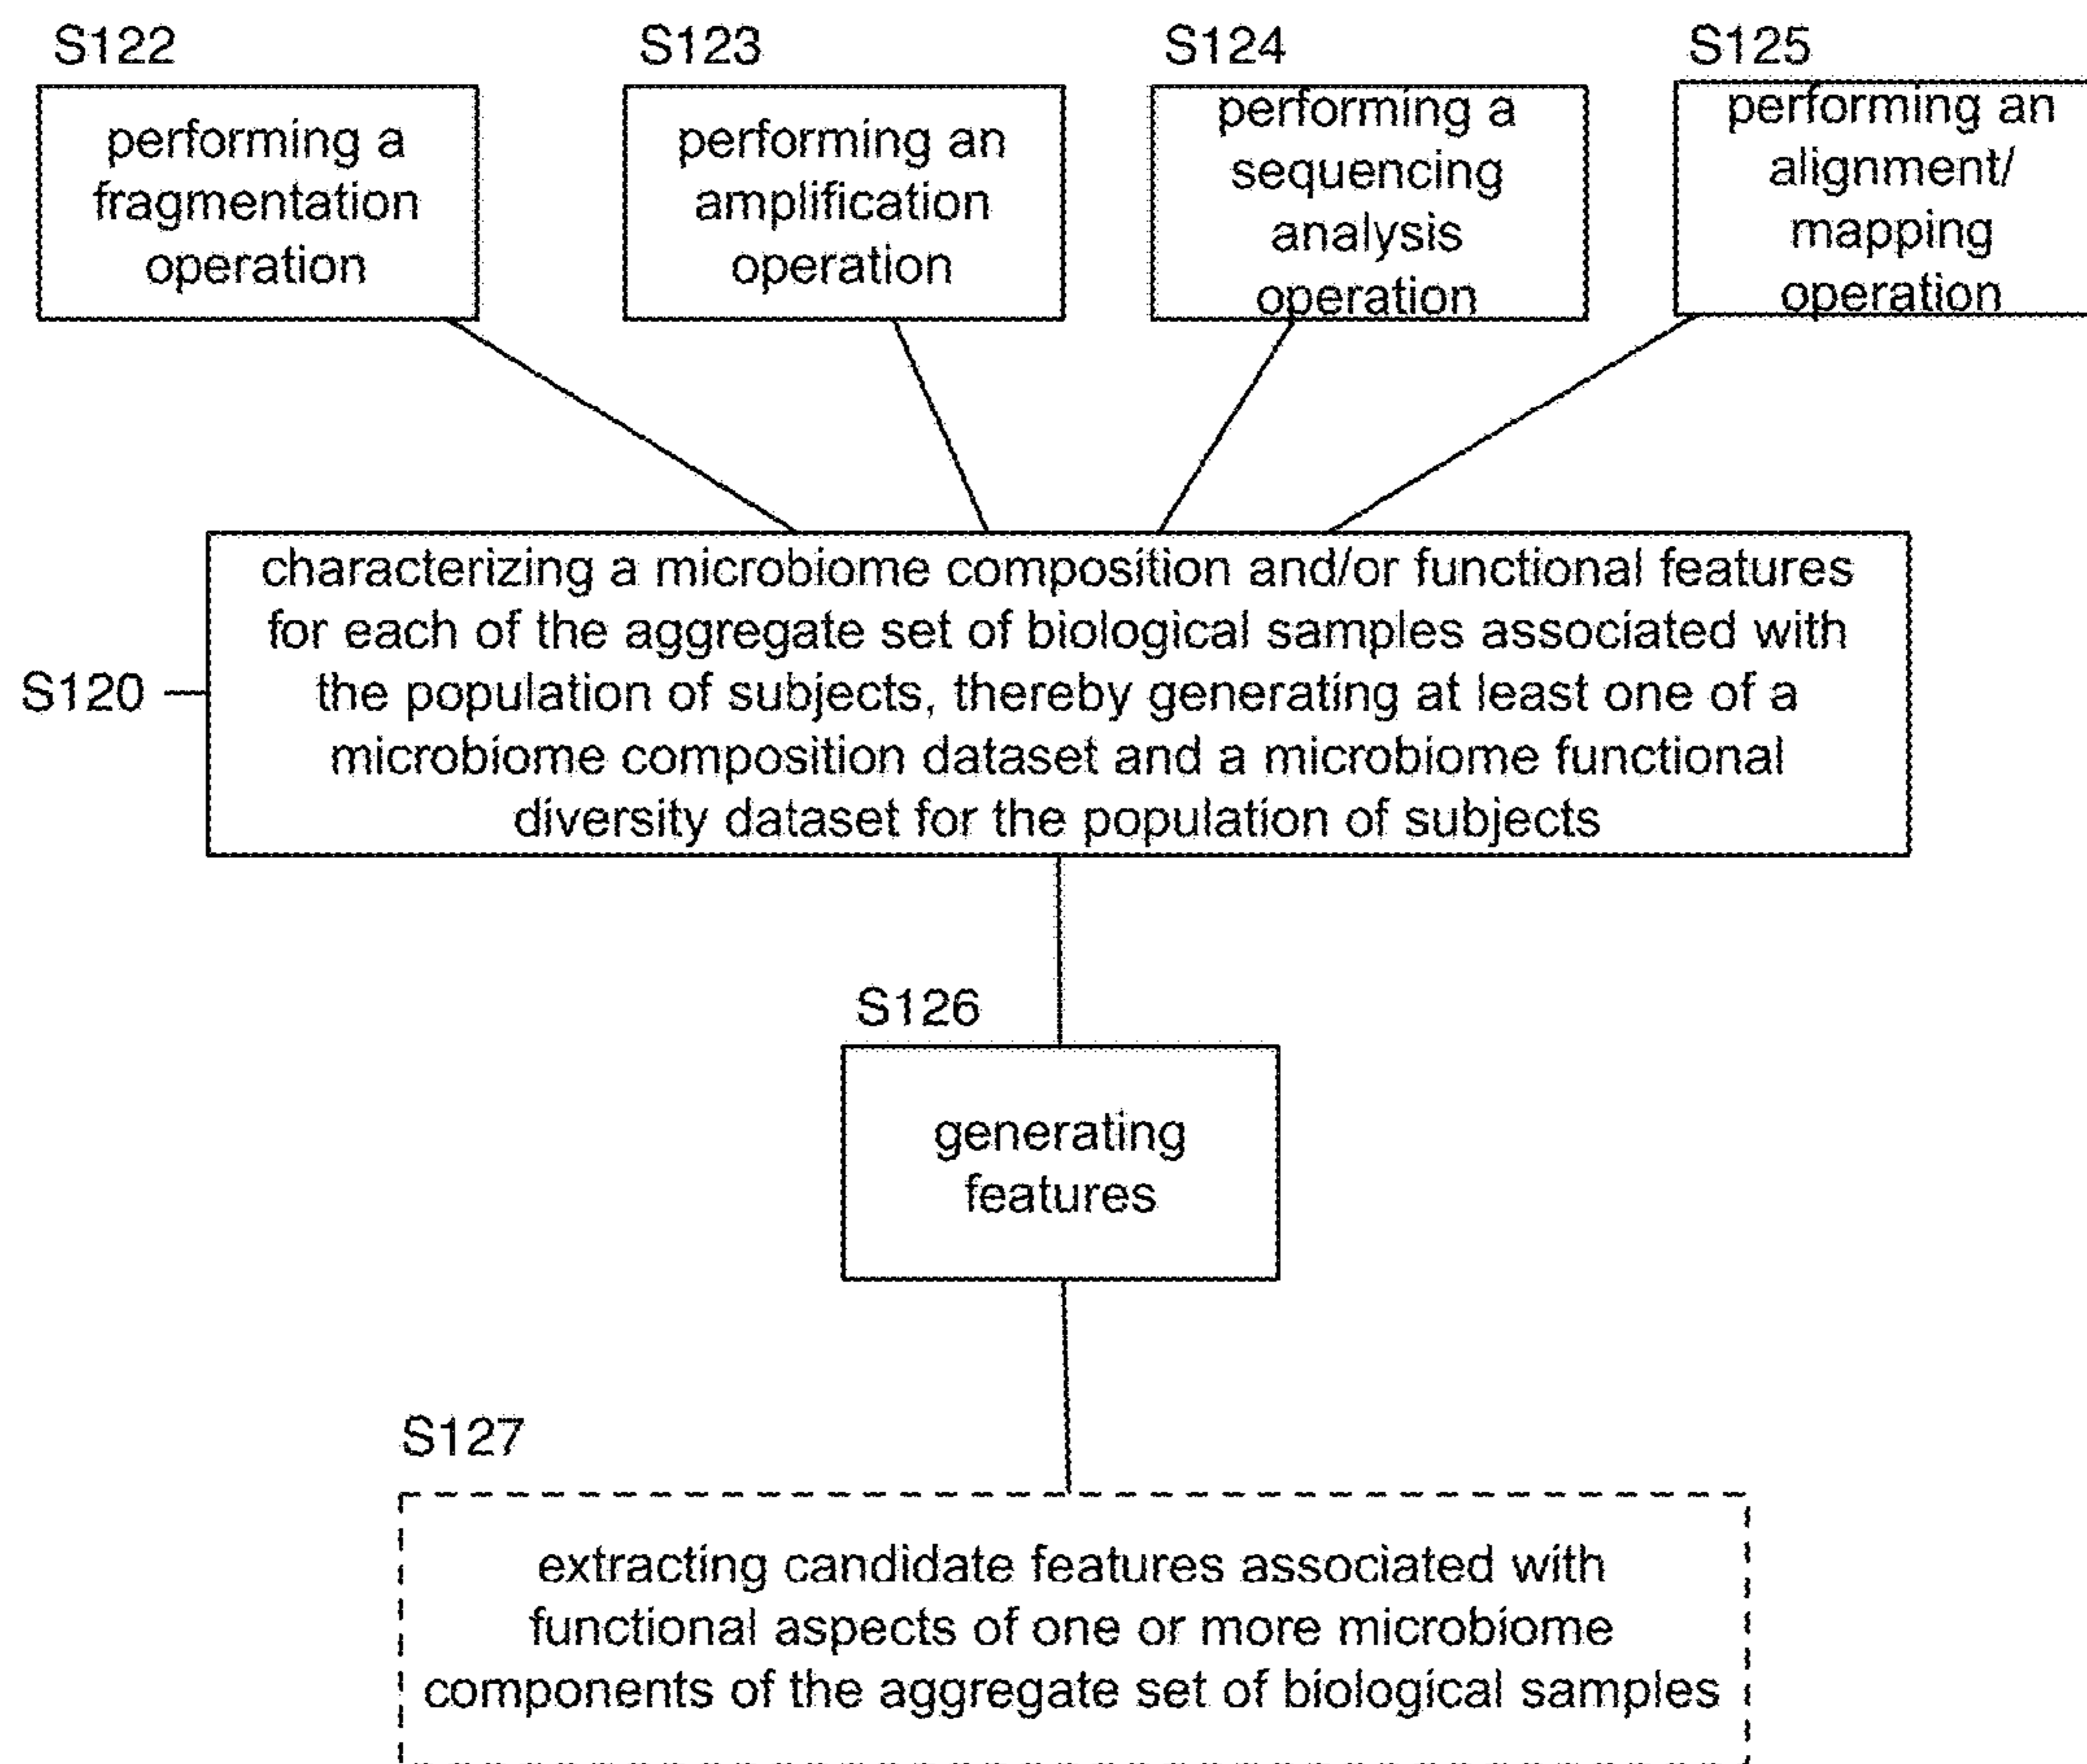 S122
performing a
fragmentation
operation
S123
performing an
amplification
operation
S124
performing a
sequencing
analysis
operation
S125
performing an
alignment/
mapping
operation
S120
characterizing a microbiome composition and/or functional features
for each of the aggregate set of biological samples associated with
the population of subjects, thereby generating at least one of a
microbiome composition dataset and a microbiome functional
diversity dataset for the population of subjects
S126
generating
features
S127
extracting candidate features associated with
functional aspects of one or more microbiome
components of the aggregate set of biological samples